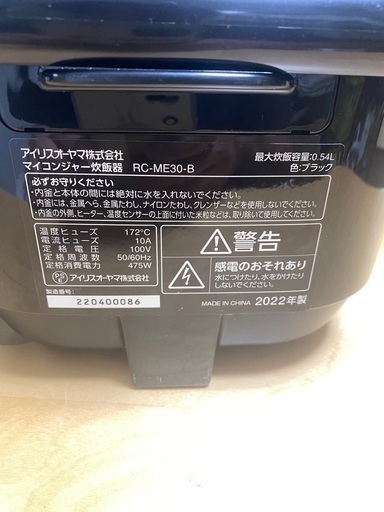 アイリスオーヤマ株式会社
マイコンジャー炊飯器 RC-ME30-B
最大炊飯容量:0.54L
色:ブラック
必ずお守りください
・内釜と本体の間には絶対に水を入れないでください。
・内釜には、金属へら、金属たわし、ナイロンたわし、クレンザーなどを使用しないでください。
・内釜の外側、ヒーター、温度センサーの上面に付いた米粒などは、取り除いて使用してください。
温度ヒューズ 172℃
電流ヒューズ 10A
定格電圧 100V
定格周波数 50/60Hz
定格消費電力 475W
PS E アイリスオーヤマ株式会社
製造番号:
220400086
警告
感電のおそれあり
水につけたり、水をかけたりしないでください。
MADE IN CHINA 2022年製